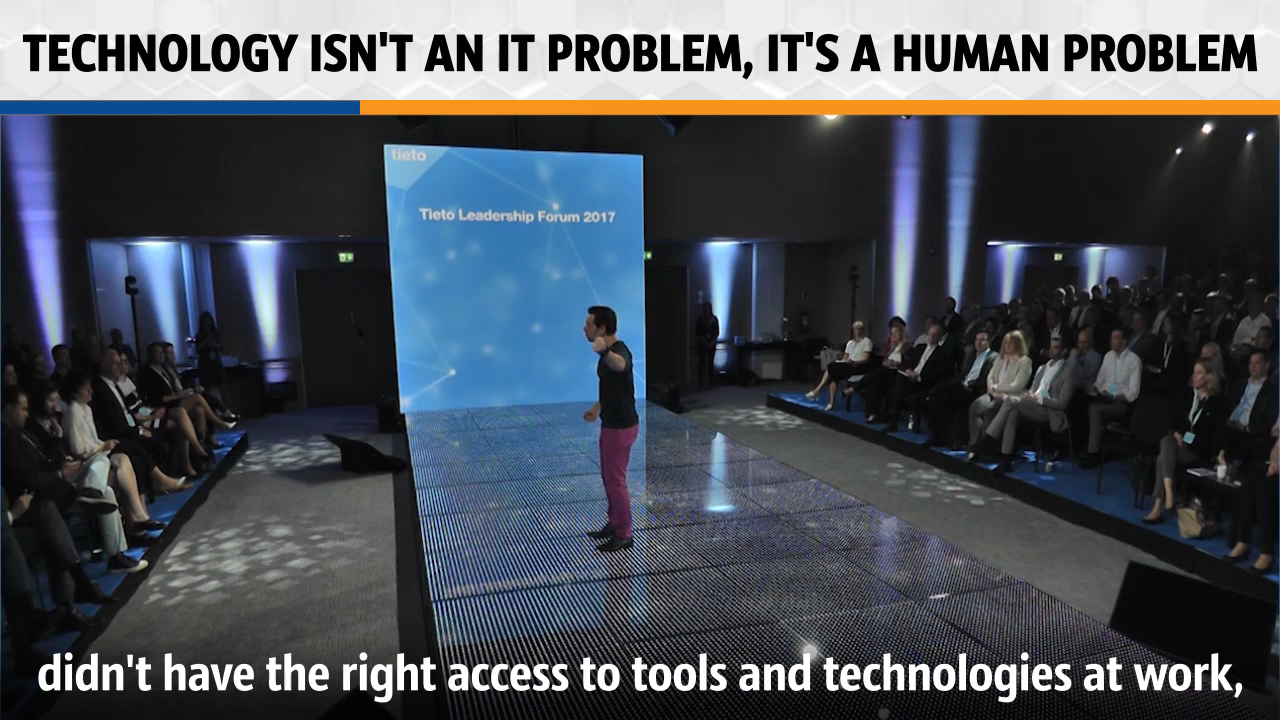 TECHNOLOGY ISN'T AN IT PROBLEM, IT'S A HUMAN PROBLEM
tieto
Tieto Leadership Forum 2017
didn't have the right access to tools and technologies at work,